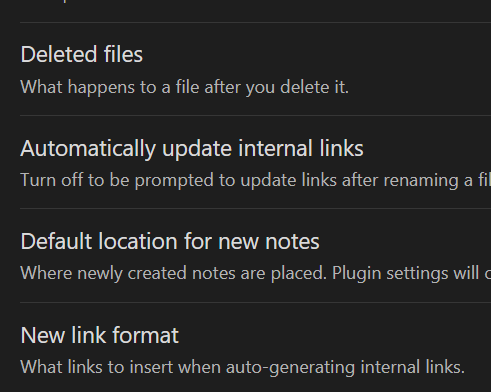 Deleted files
What happens to a file after you delete it.
Automatically update internal links
Turn off to be prompted to update links after renaming a
Default location for new notes
Where newly created notes are placed. Plugin settings will
New link format
What links to insert when auto-generating internal links.